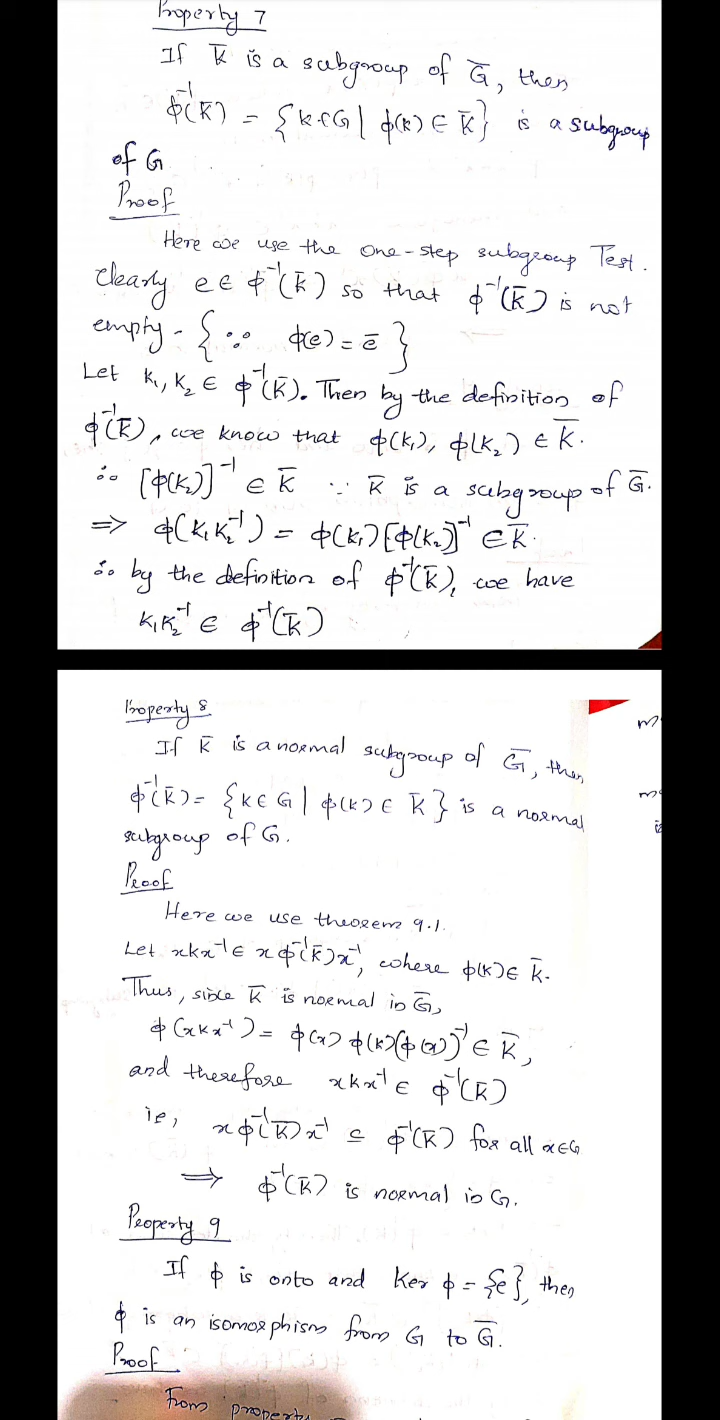 Property 7
If K̄ is a subgroup of Ḡ, then
ϕ⁻¹(K̄) = {k ∈ G | ϕ(k) ∈ K̄} is a subgroup
of G
Proof
Here we use the one-step subgroup Test.
Clearly e ∈ ϕ⁻¹(K̄) so that ϕ⁻¹(K̄) is not
empty - {∵ ϕ(e) = ē}
Let k₁, k₂ ∈ ϕ⁻¹(K̄). Then by the definition of
ϕ⁻¹(K̄), we know that ϕ(k₁), ϕ(k₂) ∈ K̄.
∴ [ϕ(k₂)]⁻¹ ∈ K̄ ∵ K̄ is a subgroup of Ḡ.
⇒ ϕ(k₁k₂⁻¹) = ϕ(k₁)[ϕ(k₂)]⁻¹ ∈ K̄.
∴ by the definition of ϕ⁻¹(K̄), we have
k₁k₂⁻¹ ∈ ϕ⁻¹(K̄)
Property 8
If K̄ is a normal subgroup of Ḡ, then
ϕ⁻¹(K̄) = {k ∈ G | ϕ(k) ∈ K̄} is a normal
subgroup of G.
Proof
Here we use theorem 9.1.
Let xkx⁻¹ ∈ xϕ⁻¹(K̄)x⁻¹, where ϕ(k) ∈ K̄.
Thus, since K̄ is normal in Ḡ,
ϕ(xkx⁻¹) = ϕ(x) ϕ(k)(ϕ(x))⁻¹ ∈ K̄,
and therefore xkx⁻¹ ∈ ϕ⁻¹(K̄)
ie, xϕ⁻¹(K̄)x⁻¹ ⊆ ϕ⁻¹(K̄) for all x∈G
⇒ ϕ⁻¹(K̄) is normal in G.
Property 9
If ϕ is onto and Ker ϕ = {e}, then
ϕ is an isomorphism from G to Ḡ.
Proof
From property